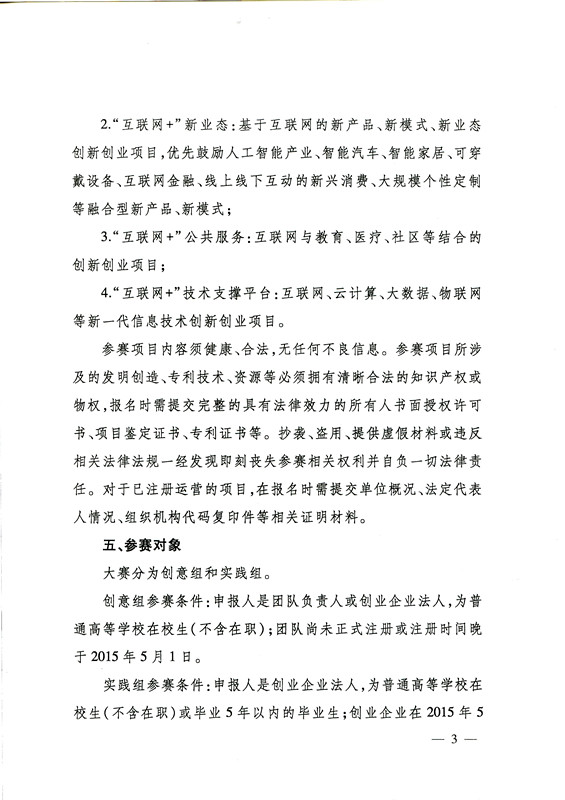 2.“互联网+”新业态:基于互联网的新产品、新模式、新业态
创新创业项目,优先鼓励人工智能产业、智能汽车、智能家居、可穿
戴设备、互联网金融、线上线下互动的新兴消费、大规模个性定制
等融合型新产品、新模式;
3.“互联网+”公共服务:互联网与教育、医疗、社区等结合的
创新创业项目;
4.“互联网+”技术支撑平台:互联网、云计算、大数据、物联网
等新一代信息技术创新创业项目。
参赛项目内容须健康、合法,无任何不良信息。参赛项目所涉
及的发明创造、专利技术、资源等必须拥有清晰合法的知识产权或
物权,报名时需提交完整的具有法律效力的所有人书面授权许可
书、项目鉴定证书、专利证书等。抄袭、盗用、提供虚假材料或违反
相关法律法规一经发现即刻丧失参赛相关权利并自负一切法律责
任。对于已注册运营的项目,在报名时需提交单位概况、法定代表
人情况、组织机构代码复印件等相关证明材料。
五、参赛对象
大赛分为创意组和实践组。
创意组参赛条件:申报人是团队负责人或创业企业法人,为普
通高等学校在校生(不含在职);团队尚未正式注册或注册时间晚
于2015年5月1日。
实践组参赛条件:申报人是创业企业法人,为普通高等学校在
校生(不含在职)或毕业5年以内的毕业生;创业企业在2015年5
— 3 —